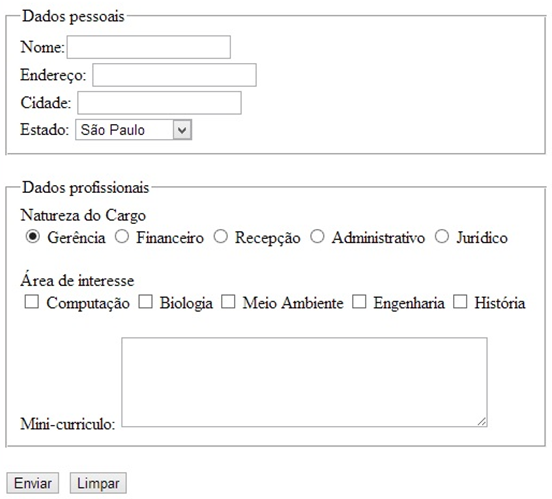 Dados pessoais
Nome:
Endereço:
Cidade:
Estado: São Paulo
Dados profissionais
Natureza do Cargo
Gerência Financeiro Recepção Administrativo Jurídico
Área de interesse
Computação Biologia Meio Ambiente Engenharia História
Mini-curriculo:
Enviar Limpar